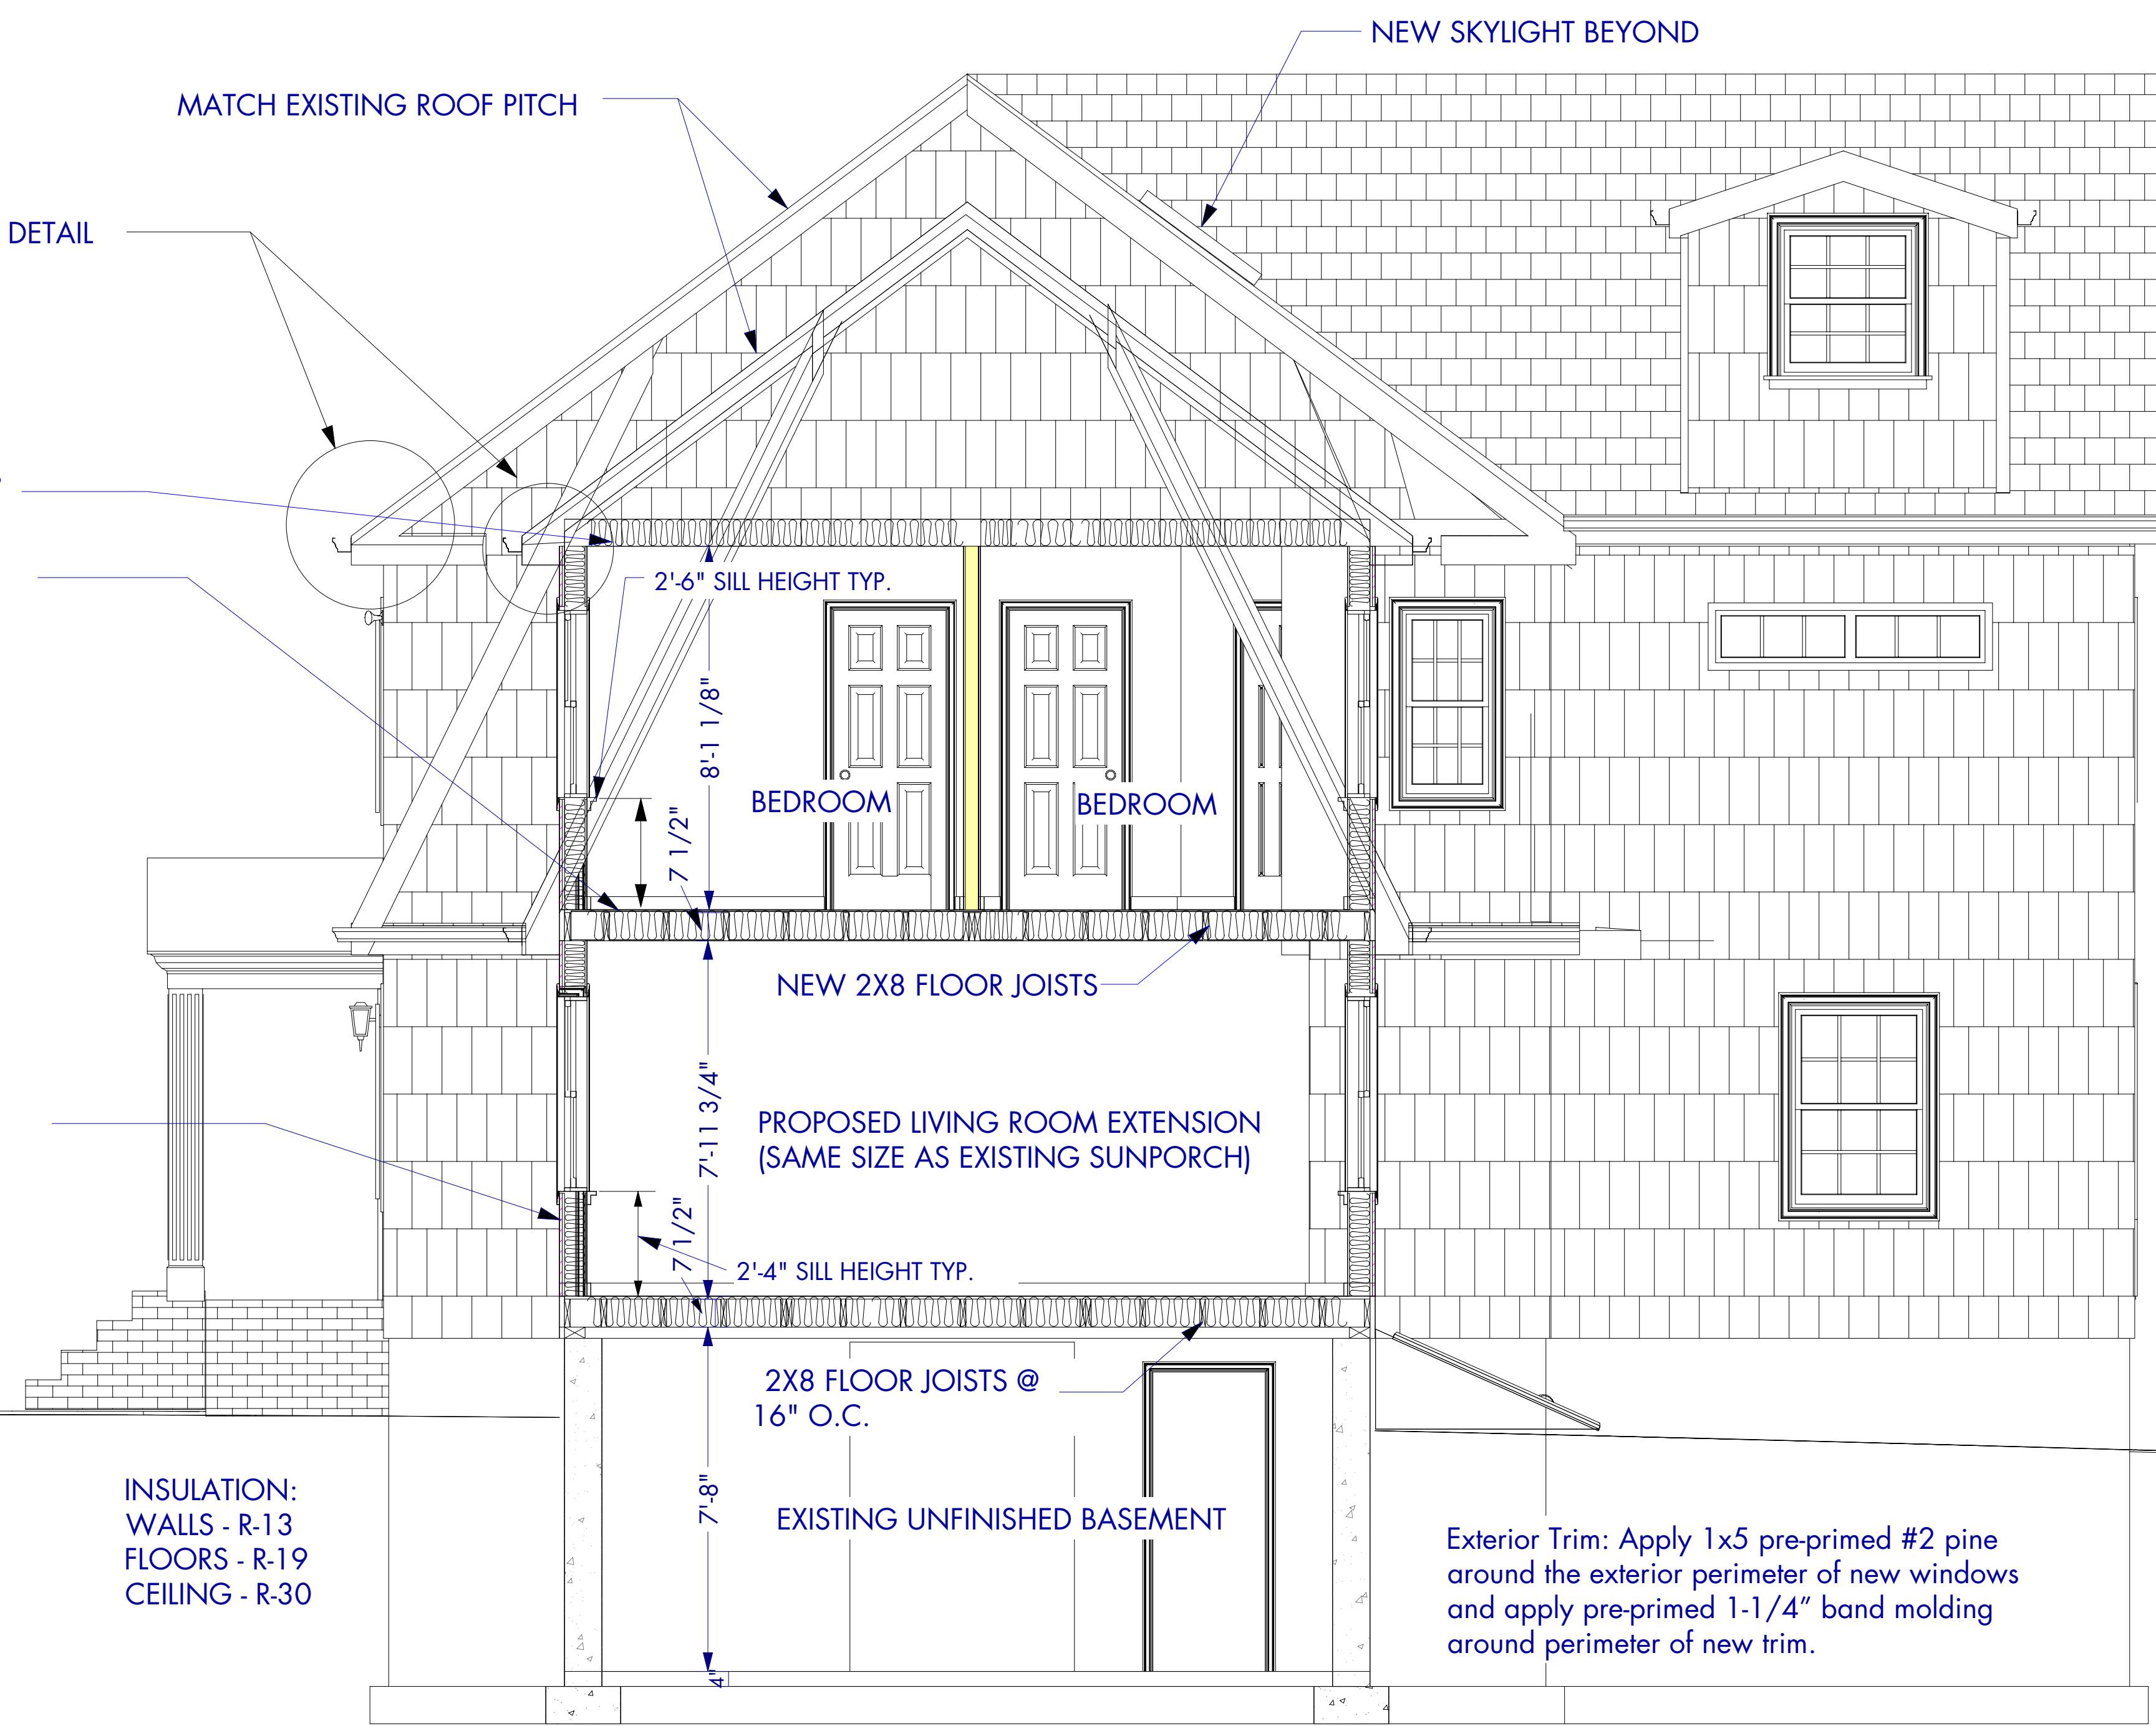 NEW SKYLIGHT BEYOND
MATCH EXISTING ROOF PITCH
DETAIL
2'-6" SILL HEIGHT TYP.
8'-1 1/8"
BEDROOM
BEDROOM
7 1/2"
NEW 2X8 FLOOR JOISTS
7'-11 3/4"
PROPOSED LIVING ROOM EXTENSION
(SAME SIZE AS EXISTING SUNPORCH)
7 1/2"
2'-4" SILL HEIGHT TYP.
2X8 FLOOR JOISTS @
16" O.C.
7'-8"
EXISTING UNFINISHED BASEMENT
4"
INSULATION:
WALLS - R-13
FLOORS - R-19
CEILING - R-30
Exterior Trim: Apply 1x5 pre-primed #2 pine
around the exterior perimeter of new windows
and apply pre-primed 1-1/4” band molding
around perimeter of new trim.